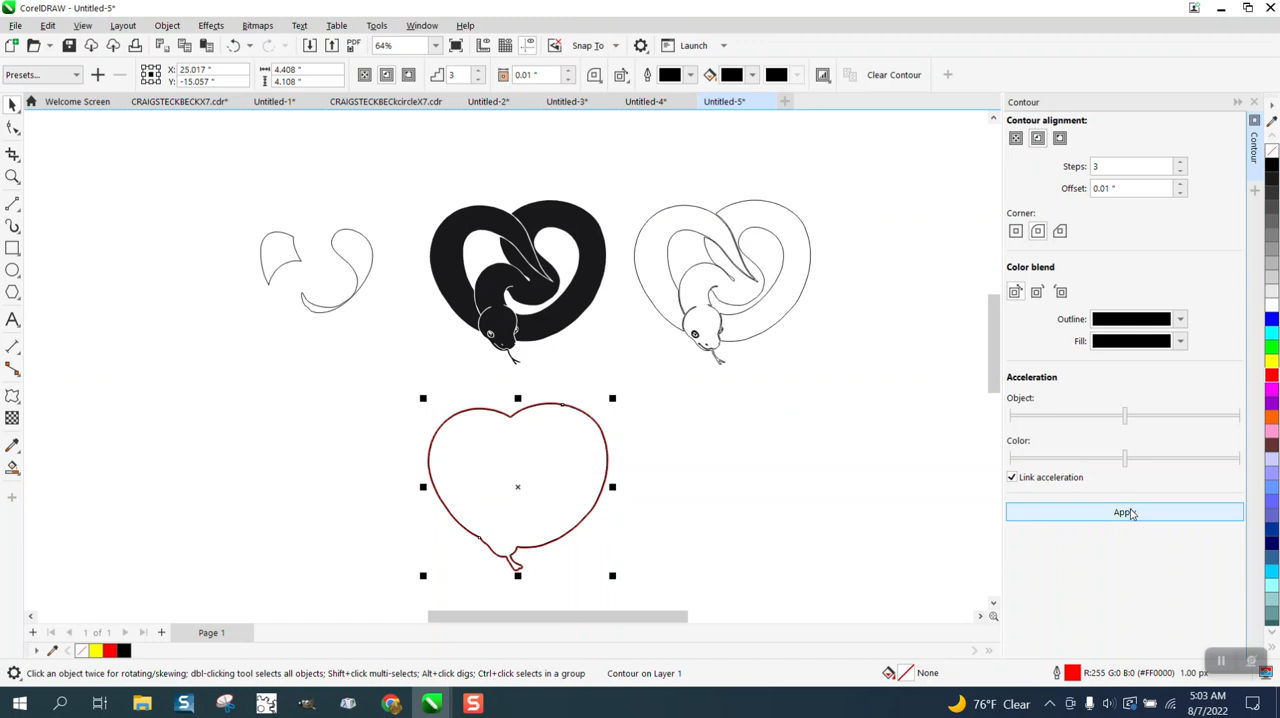 CorelDRAW - Untitled-5*
File Edit View Layout Object Effects Bitmaps Text Table Tools Window Help
64% Snap To Launch
Presets... X: 25.017 " 4.408 " 3 0.01 " Clear Contour
Y: -15.057 " 4.108 "
Welcome Screen CRAIGSTECKBECKX7.cdr* Untitled-1* CRAIGSTECKBECkcircleX7.cdr Untitled-2* Untitled-3* Untitled-4* Untitled-5*
Contour
Contour alignment:
Contour
Steps: 3
Offset: 0.01 "
Corner:
Color blend
Outline:
Fill:
Acceleration
Object:
Color:
Link acceleration
Apply
1 of 1 Page 1
Click an object twice for rotating/skewing; dbl-clicking tool selects all objects; Shift+click multi-selects; Alt+click digs; Ctrl+click selects in a group Contour on Layer 1 None R:255 G:0 B:0 (#FF0000) 1.00 px
76°F Clear 5:03 AM
8/7/2022